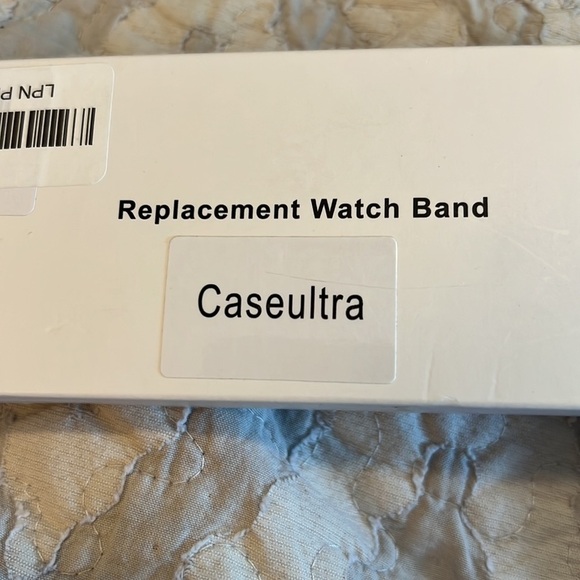 LPN P
Replacement Watch Band
Caseultra